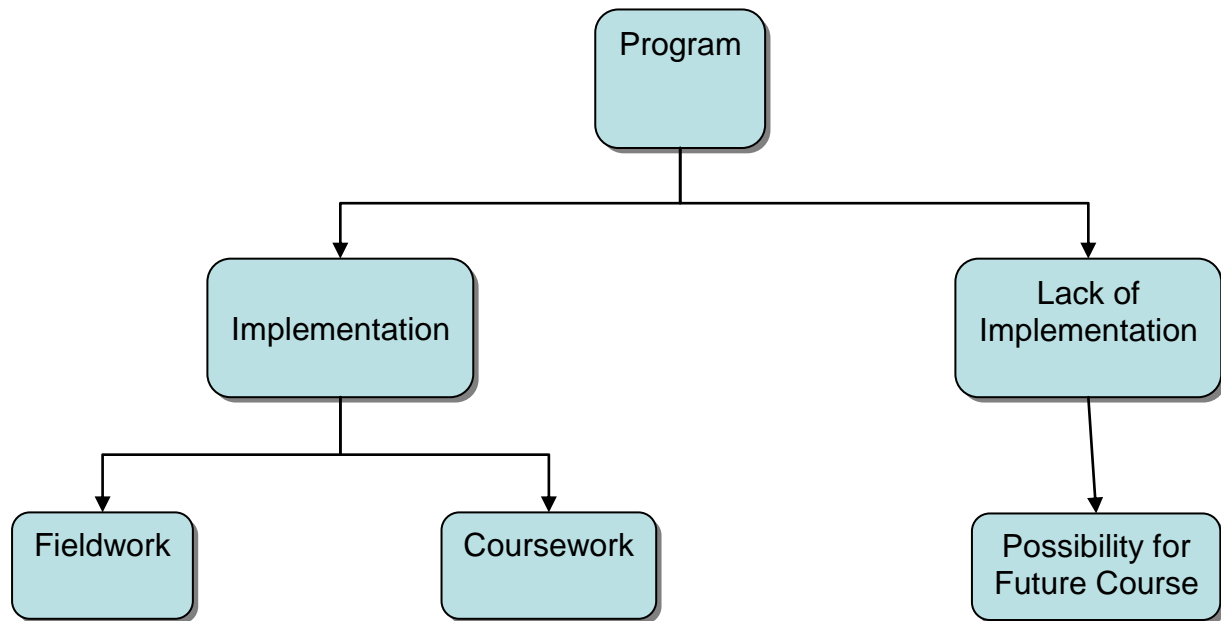 Program
Implementation
Lack of
Implementation
Fieldwork
Coursework
Possibility for
Future Course